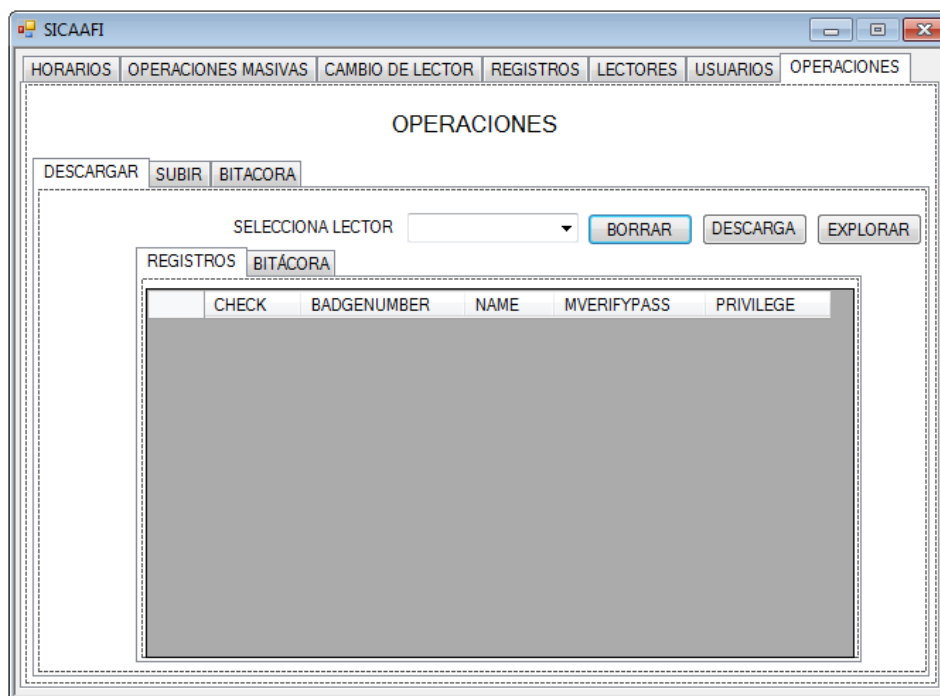 SICAAFI
HORARIOS OPERACIONES MASIVAS CAMBIO DE LECTOR REGISTROS LECTORES USUARIOS OPERACIONES
OPERACIONES
DESCARGAR SUBIR BITACORA
SELECCIONA LECTOR BORRAR DESCARGA EXPLORAR
REGISTROS BITÁCORA
CHECK BADGENUMBER NAME MVERIFYPASS PRIVILEGE